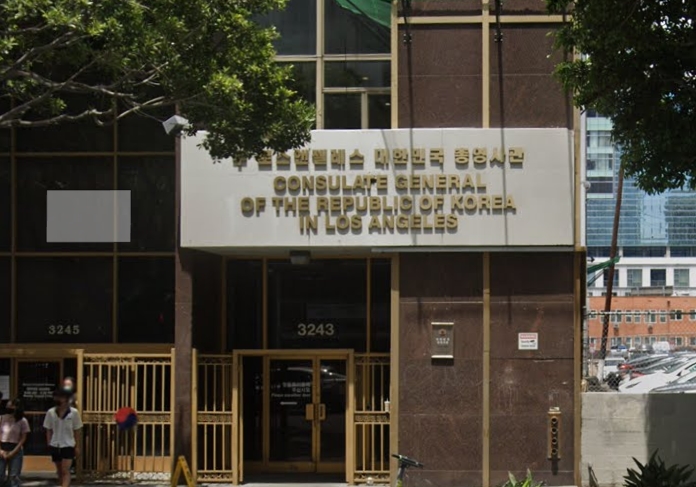 로스앤젤레스 대한민국 총영사관
CONSULATE GENERAL
OF THE REPUBLIC OF KOREA
IN LOS ANGELES
3245
3243